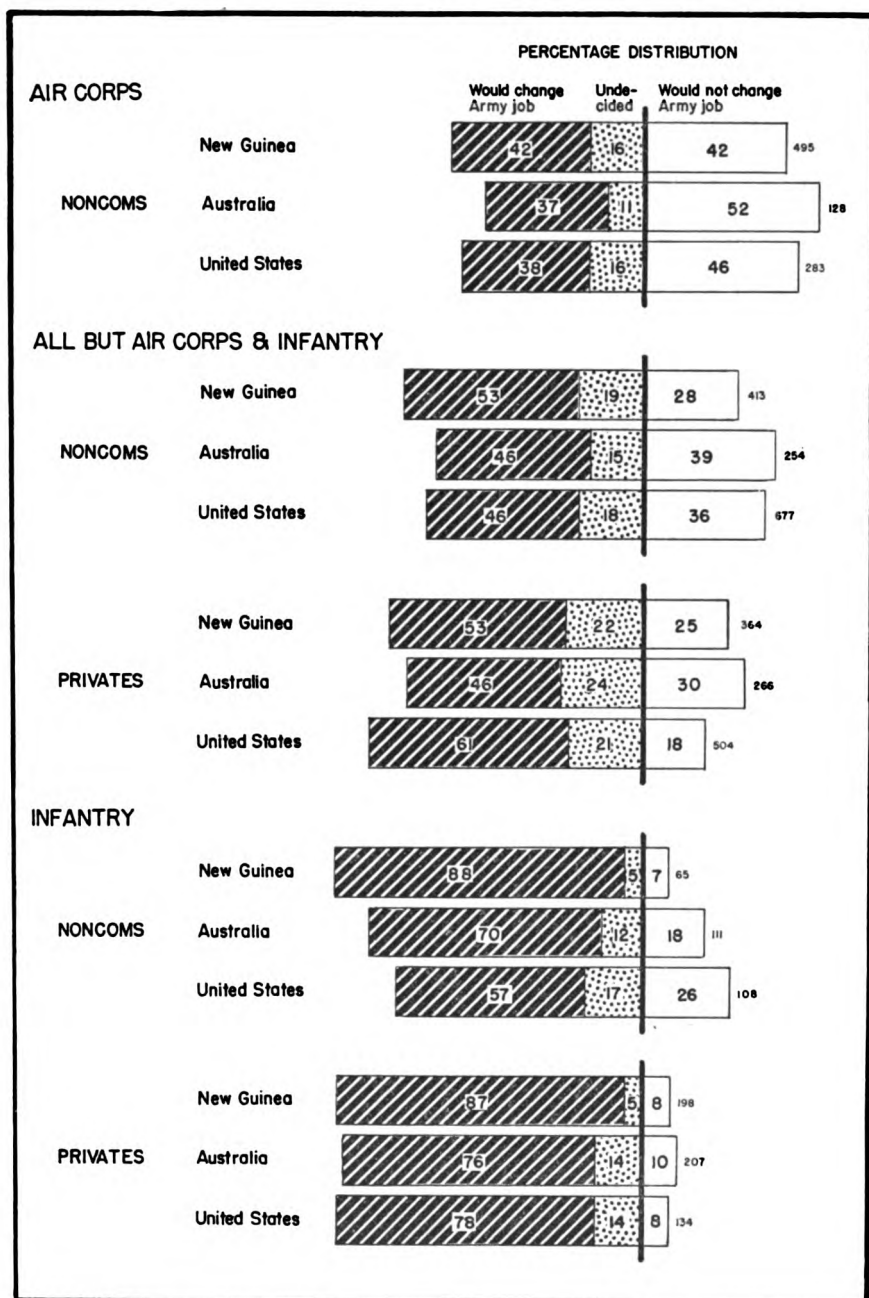 PERCENTAGE DISTRIBUTION
AIR CORPS
Would change Unde- Would not change
Army job cided Army job
New Guinea 42 16 42 495
NONCOMS Australia 37 11 52 128
United States 38 16 46 283
ALL BUT AIR CORPS & INFANTRY
New Guinea 53 19 28 413
NONCOMS Australia 46 15 39 254
United States 46 18 36 677
New Guinea 53 22 25 364
PRIVATES Australia 46 24 30 266
United States 61 21 18 504
INFANTRY
New Guinea 88 5 7 65
NONCOMS Australia 70 12 18 111
United States 57 17 26 108
New Guinea 87 5 8 198
PRIVATES Australia 76 14 10 207
United States 78 14 8 134